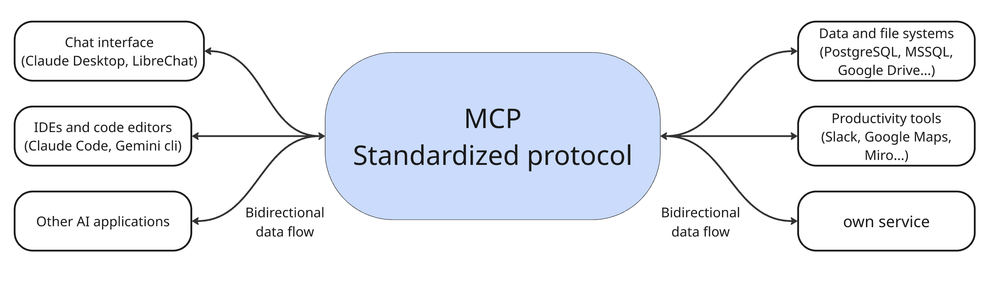 Chat interface
(Claude Desktop, LibreChat)
IDEs and code editors
(Claude Code, Gemini cli)
Other AI applications
Bidirectional
data flow
MCP
Standardized protocol
Bidirectional
data flow
Data and file systems
(PostgreSQL, MSSQL,
Google Drive...)
Productivity tools
(Slack, Google Maps,
Miro...)
own service